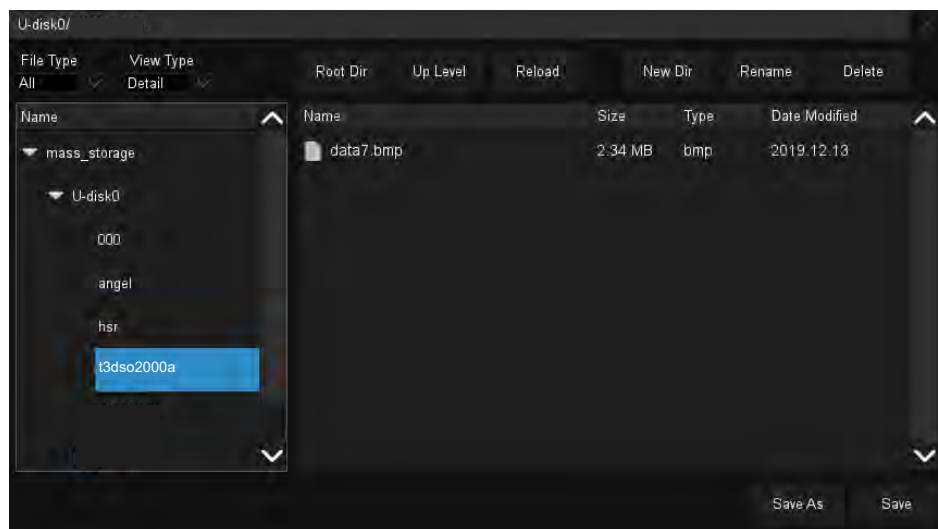 U-disk0/
File Type View Type
All Detail
Root Dir Up Level Reload New Dir Rename Delete
Name
mass_storage
U-disk0
000
angel
hsr
t3dso2000a
Name Size Type Date Modified
data7.bmp 2.34 MB bmp 2019.12.13
Save As Save